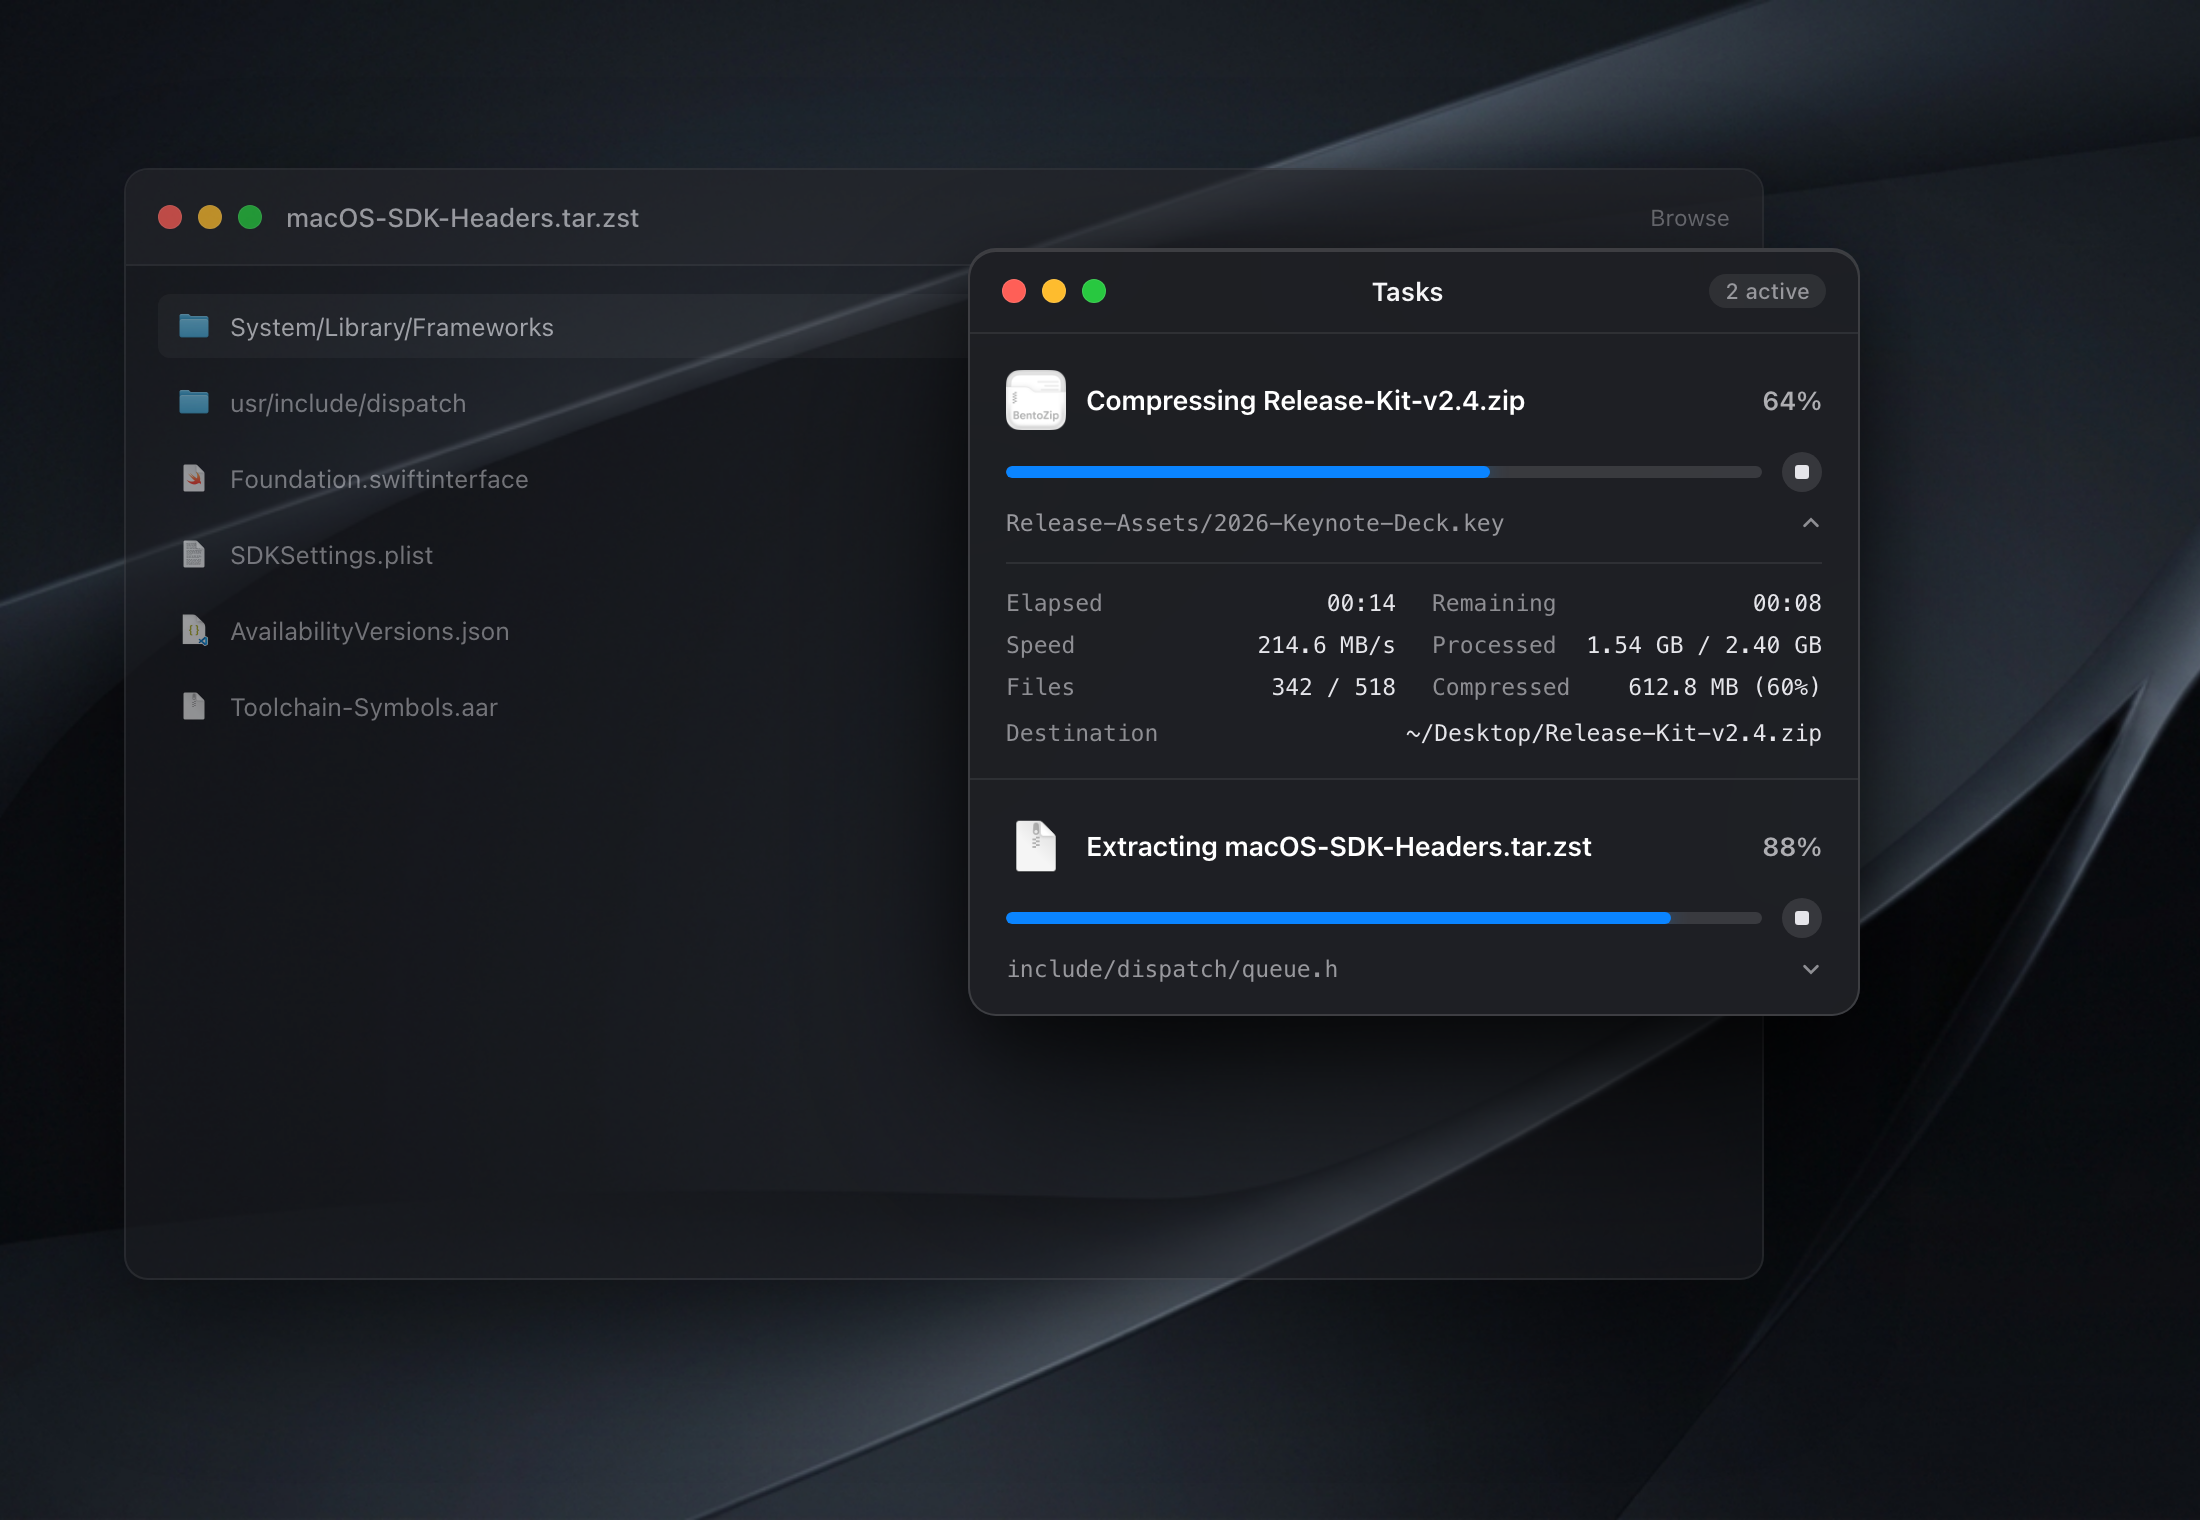 macOS-SDK-Headers.tar.zst
Browse
System/Library/Frameworks
usr/include/dispatch
Foundation.swiftinterface
SDKSettings.plist
AvailabilityVersions.json
Toolchain-Symbols.aar
Tasks
2 active
BentoZip
Compressing Release-Kit-v2.4.zip
64%
Release-Assets/2026-Keynote-Deck.key
Elapsed 00:14 Remaining 00:08
Speed 214.6 MB/s Processed 1.54 GB / 2.40 GB
Files 342 / 518 Compressed 612.8 MB (60%)
Destination ~/Desktop/Release-Kit-v2.4.zip
Extracting macOS-SDK-Headers.tar.zst
88%
include/dispatch/queue.h